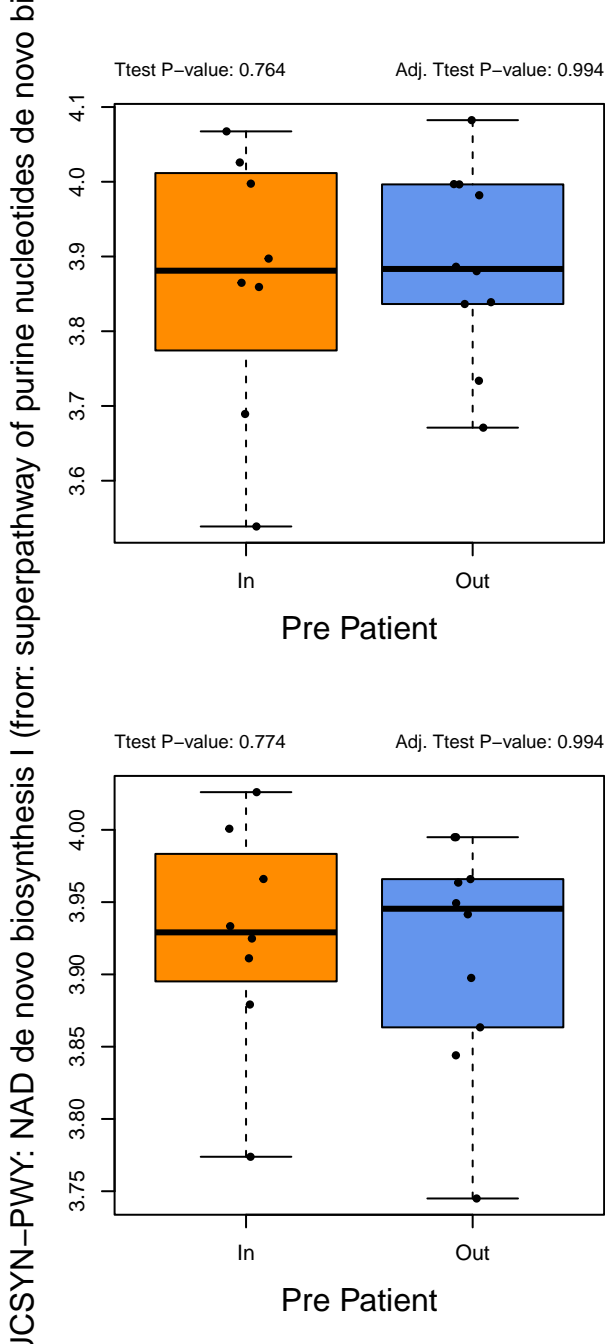 Ttest P−value: 0.764 Adj. Ttest P−value: 0.994
superpathway of purine nucleotides de novo
4.1
4.0
3.9
3.8
3.7
3.6
In Out
Pre Patient
Ttest P−value: 0.774 Adj. Ttest P−value: 0.994
JCSYN−PWY: NAD de novo biosynthesis I
4.00
3.95
3.90
3.85
3.80
3.75
In Out
Pre Patient